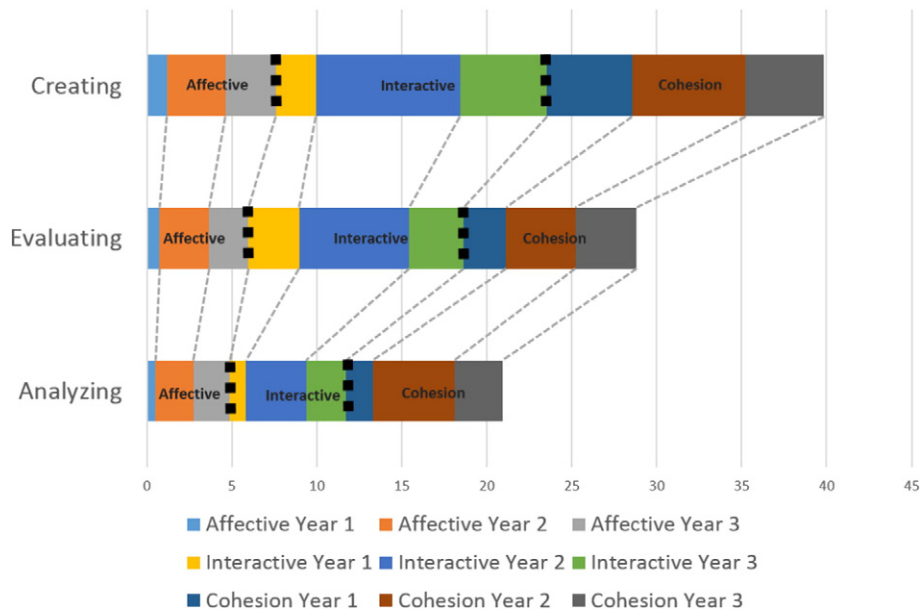 Creating
Affective
Interactive
Cohesion
Evaluating
Affective
Interactive
Cohesion
Analyzing
Affective
Interactive
Cohesion
0 5 10 15 20 25 30 35 40 45
Affective Year 1 Affective Year 2 Affective Year 3
Interactive Year 1 Interactive Year 2 Interactive Year 3
Cohesion Year 1 Cohesion Year 2 Cohesion Year 3